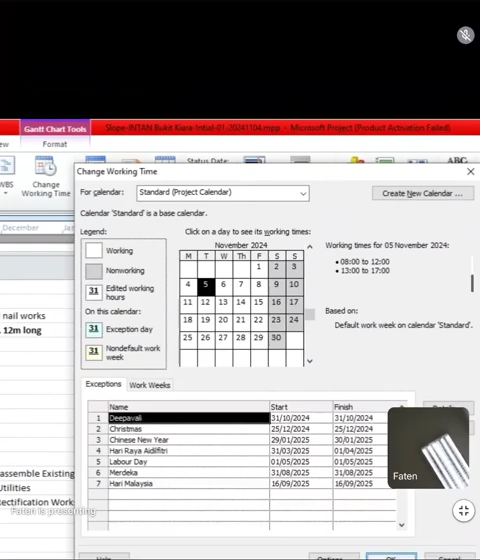 Gantt Chart Tools
Slope-INTAN Bukit Kiara-Intial-01-20241104.mpp - Microsoft Project (Product Activation Failed)
Format
WBS
Change
Working Time
Status Date:
ABC
Change Working Time
For calendar:
Standard (Project Calendar)
Create New Calendar ...
Calendar 'Standard' is a base calendar.
Legend:
Working
Nonworking
31 Edited working hours
On this calendar:
31 Exception day
31 Nondefault work week
Click on a day to see its working times:
November 2024
M T W Th F S S
1 2 3
4 5 6 7 8 9 10
11 12 13 14 15 16 17
18 19 20 21 22 23 24
25 26 27 28 29 30
Working times for 05 November 2024:
• 08:00 to 12:00
• 13:00 to 17:00
Based on:
Default work week on calendar 'Standard'.
December
nail works
12m long
assemble Existing
Utilities
Rectification Work
Exceptions
Work Weeks
Name Start Finish
1 Deepavali 31/10/2024 31/10/2024
2 Christmas 25/12/2024 25/12/2024
3 Chinese New Year 29/01/2025 30/01/2025
4 Hari Raya Aidilfitri 31/03/2025 01/04/2025
5 Labour Day 01/05/2025 01/05/2025
6 Merdeka 31/08/2025 31/08/2025
7 Hari Malaysia 16/09/2025 16/09/2025
Faten
Faten is presenting